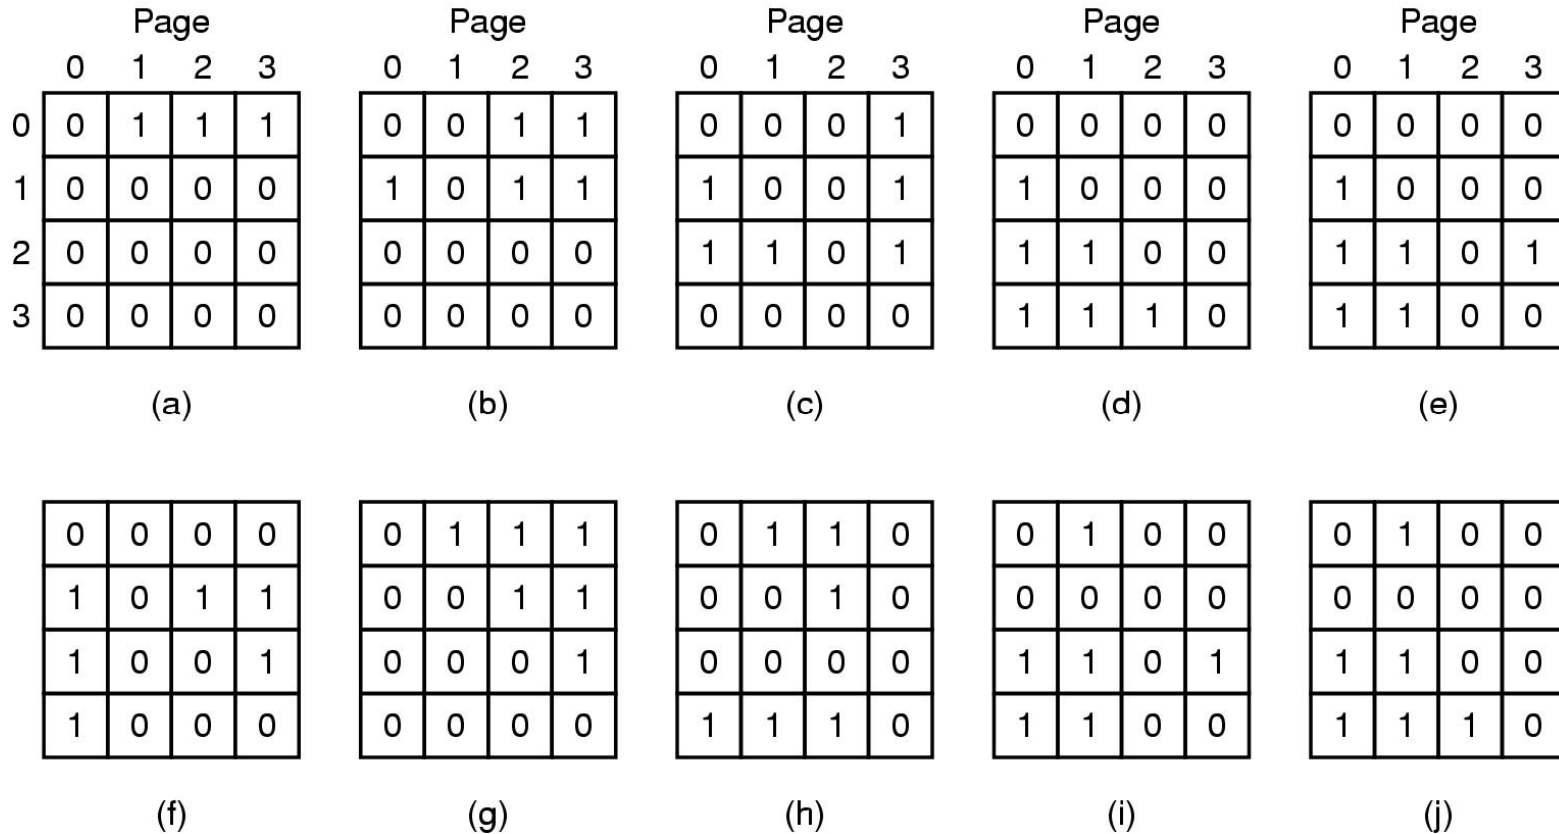 Page Page Page Page Page
0 1 2 3 0 1 2 3 0 1 2 3 0 1 2 3 0 1 2 3
0 0 1 1 1 0 0 1 1 0 0 0 1 0 0 0 0 0 0 0 0
1 0 0 0 0 1 0 1 1 1 0 0 1 1 0 0 0 1 0 0 0
2 0 0 0 0 0 0 0 0 1 1 0 1 1 1 0 0 1 1 0 1
3 0 0 0 0 0 0 0 0 0 0 0 0 1 1 1 0 1 1 0 0
(a) (b) (c) (d) (e)
0 0 0 0 0 1 1 1 0 1 1 0 0 1 0 0 0 1 0 0
1 0 1 1 0 0 1 1 0 0 1 0 0 0 0 0 0 0 0 0
1 0 0 1 0 0 0 1 0 0 0 0 1 1 0 1 1 1 0 0
1 0 0 0 0 0 0 0 1 1 1 0 1 1 0 0 1 1 1 0
(f) (g) (h) (i) (j)